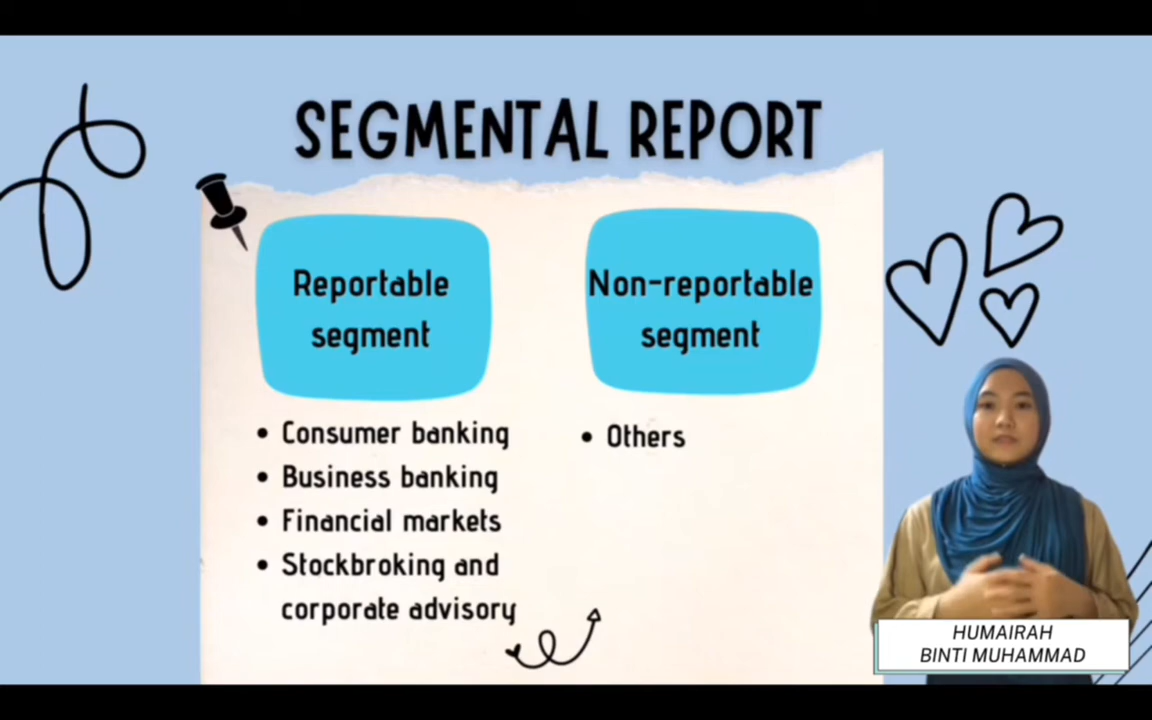 SEGMENTAL REPORT
Reportable
segment
Non-reportable
segment
• Consumer banking
• Business banking
• Financial markets
• Stockbroking and
corporate advisory
• Others
HUMAIRAH
BINTI MUHAMMAD